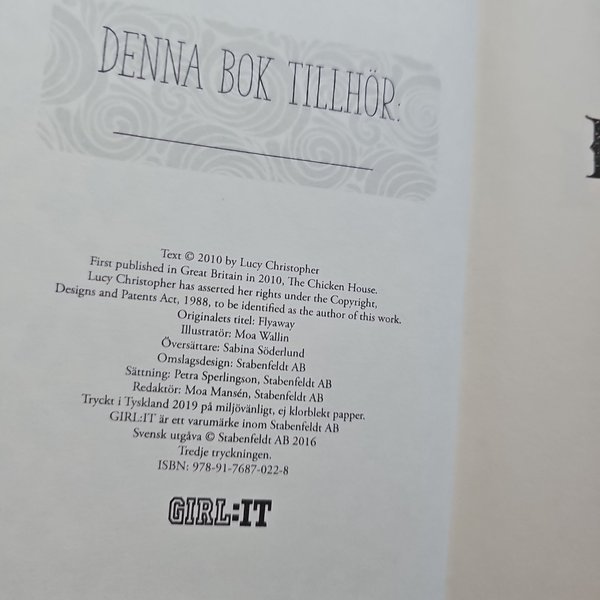 DENNA BOK TILLHÖR:
Text © 2010 by Lucy Christopher
First published in Great Britain in 2010, The Chicken House.
Lucy Christopher has asserted her rights under the Copyright,
Designs and Patents Act, 1988, to be identified as the author of this work.
Originalets titel: Flyaway
Illustratör: Moa Wallin
Översättare: Sabina Söderlund
Omslagsdesign: Stabenfeldt AB
Sättning: Petra Sperlingson, Stabenfeldt AB
Redaktör: Moa Mansén, Stabenfeldt AB
Tryckt i Tyskland 2019 på miljövänligt, ej klorblekt papper.
GIRL:IT är ett varumärke inom Stabenfeldt AB
Svensk utgåva © Stabenfeldt AB 2016
Tredje tryckningen.
ISBN: 978-91-7687-022-8
GIRL:IT